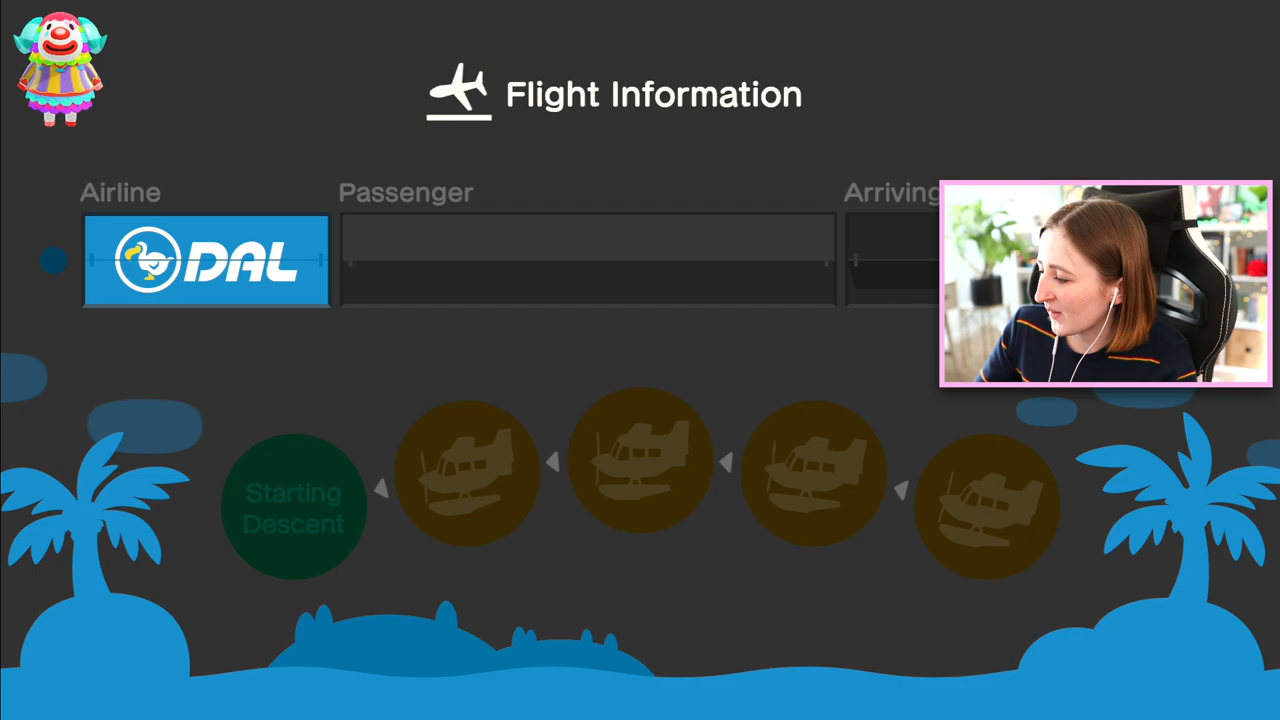 Flight Information
Airline
Passenger
Arriving
DAL
Starting
Descent